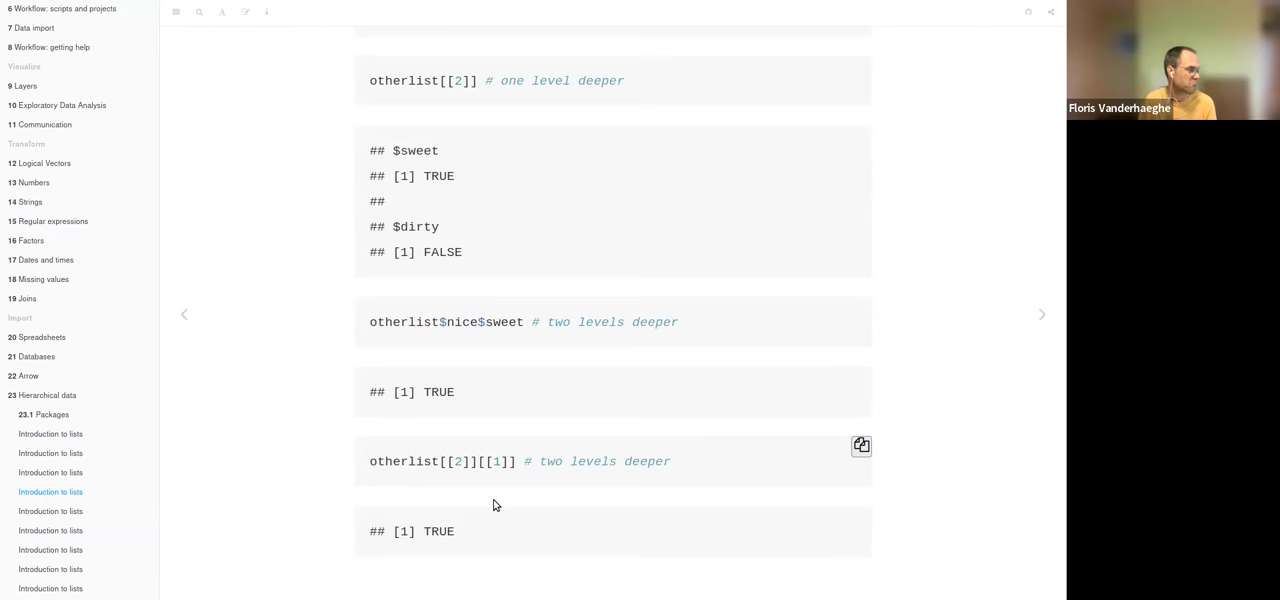 6 Workflow: scripts and projects
7 Data import
8 Workflow: getting help
Visualize
9 Layers
10 Exploratory Data Analysis
11 Communication
Transform
12 Logical Vectors
13 Numbers
14 Strings
15 Regular expressions
16 Factors
17 Dates and times
18 Missing values
19 Joins
Import
20 Spreadsheets
21 Databases
22 Arrow
23 Hierarchical data
23.1 Packages
Introduction to lists
Introduction to lists
Introduction to lists
Introduction to lists
Introduction to lists
Introduction to lists
Introduction to lists
Introduction to lists
Introduction to lists
otherlist[[2]] # one level deeper
## $sweet
## [1] TRUE
##
## $dirty
## [1] FALSE
otherlist$nice$sweet # two levels deeper
## [1] TRUE
otherlist[[2]][[1]] # two levels deeper
## [1] TRUE
Floris Vanderhaeghe